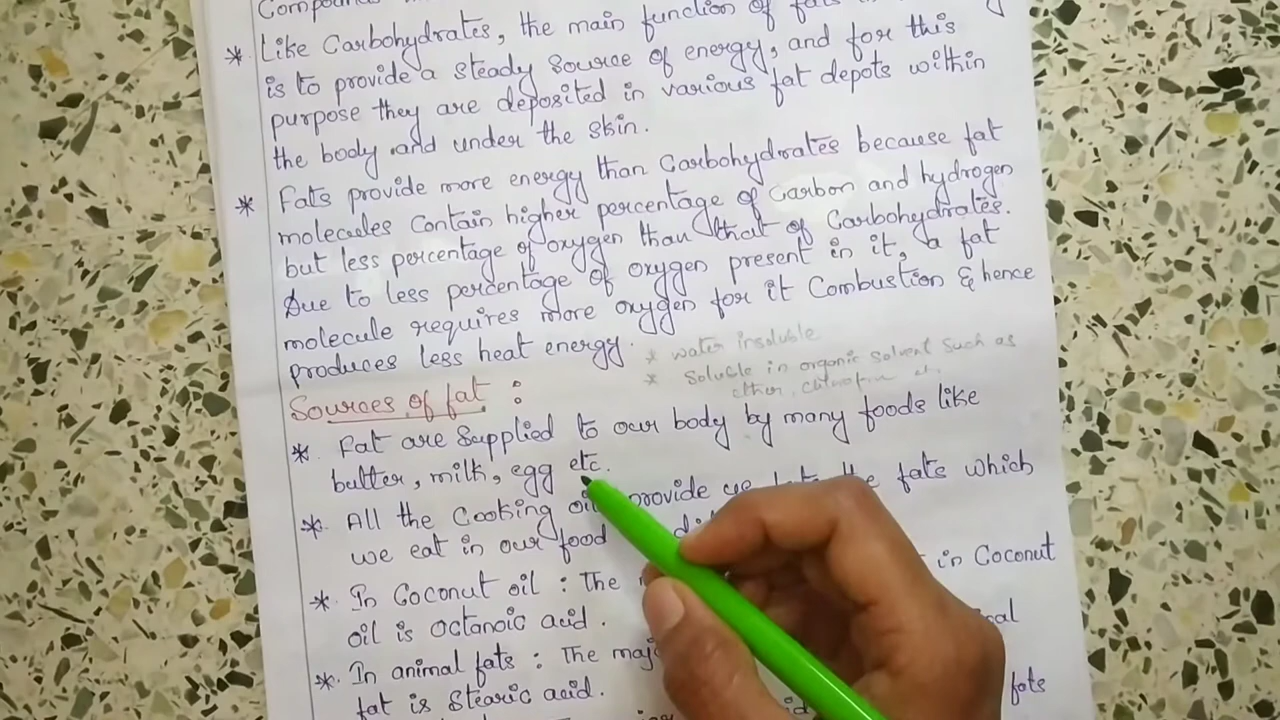 Compounds
* Like Carbohydrates, the main function of fats
is to provide a steady source of energy, and for this
purpose they are deposited in various fat depots within
the body and under the skin.
* Fats provide more energy than Carbohydrates because fat
molecules contain higher percentage of Carbon and hydrogen
but less percentage of oxygen than that of Carbohydrates.
Due to less percentage of oxygen present in it, a fat
molecule requires more oxygen for it Combustion & hence
produces less heat energy.
* water insoluble
* Soluble in organic solvent such as
ether, chloroform
Sources of fat :
* Fat are Supplied to our body by many foods like
butter, milk, egg etc.
* All the Cooking oil provide us the fats which
we eat in our food
* In Coconut oil : The in Coconut
oil is octanoic acid.
* In animal fats : The
fat is Stearic acid.
fats